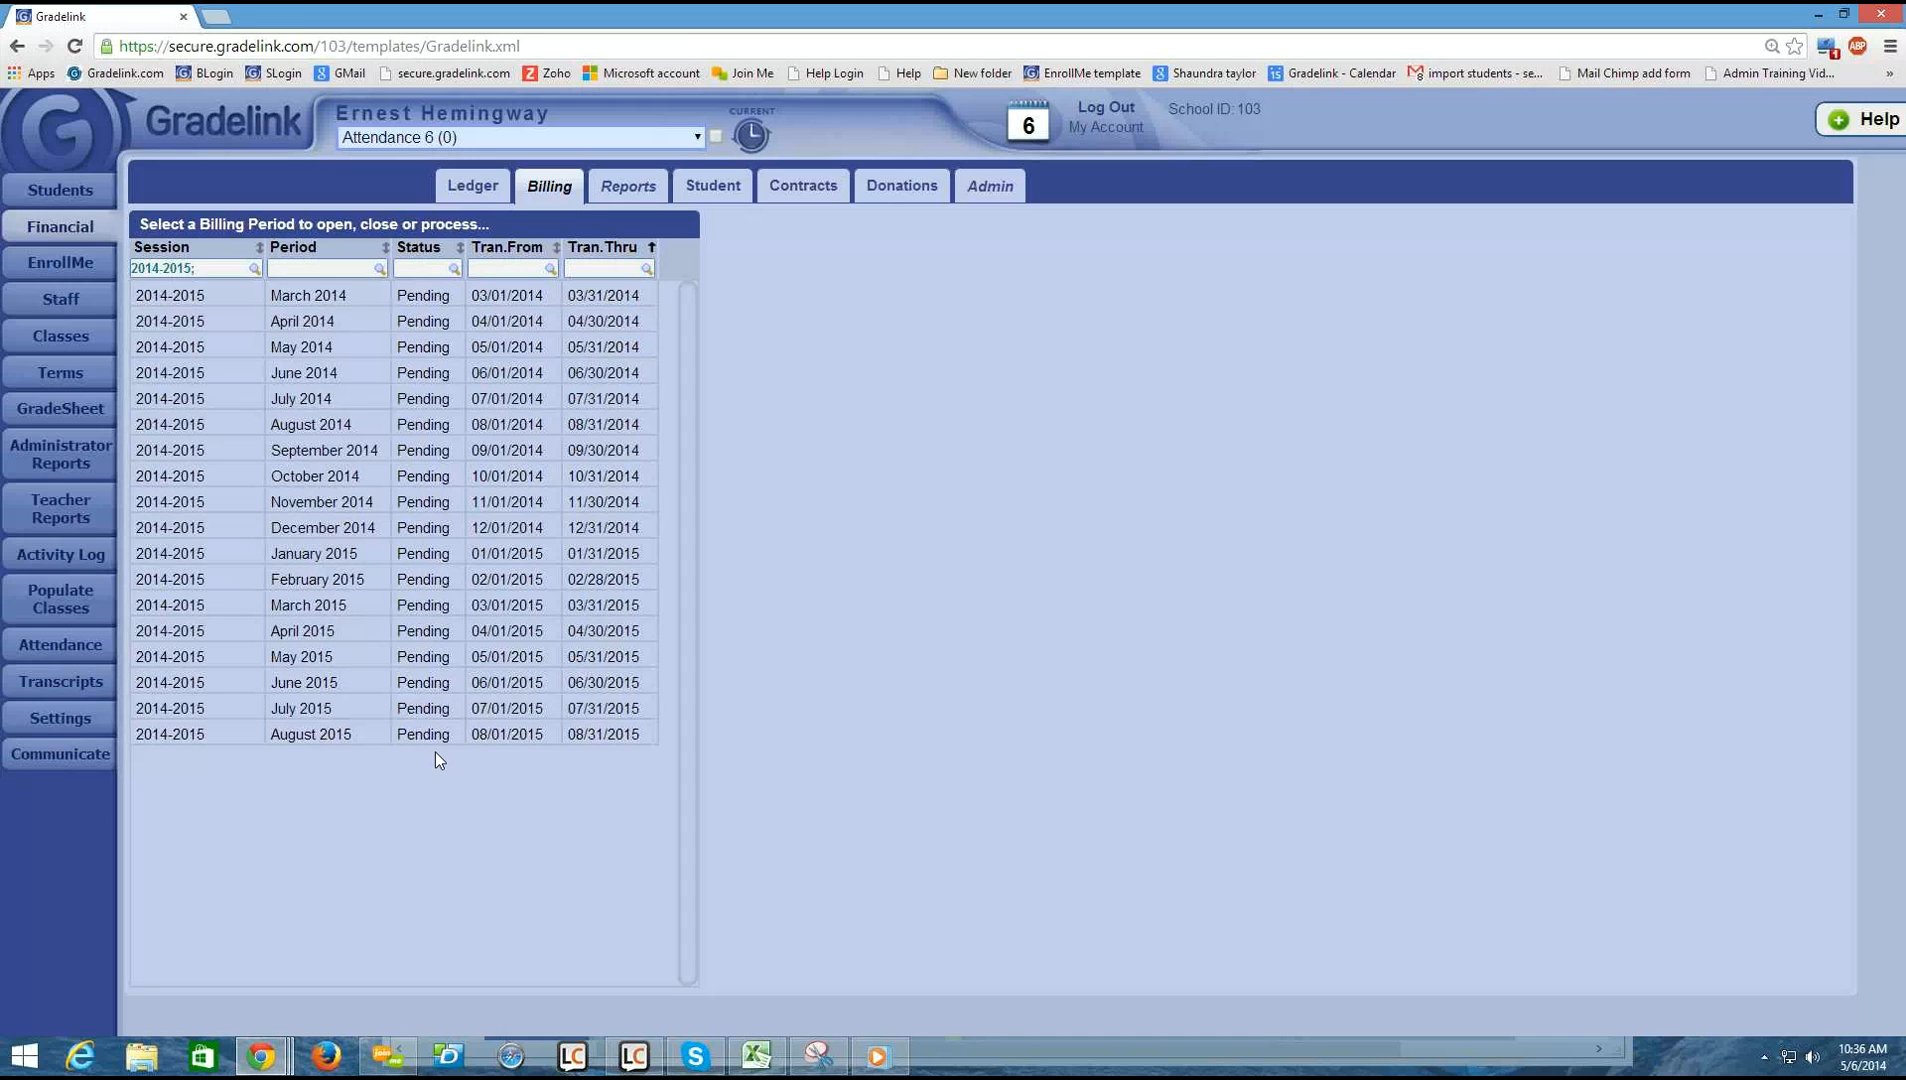 Gradelink
https://secure.gradelink.com/103/templates/Gradelink.xml
Apps Gradelink.com BLogin SLogin GMail secure.gradelink.com Zoho Microsoft account Join Me Help Login Help New folder EnrollMe template Shaundra taylor Gradelink - Calendar import students - se... Mail Chimp add form Admin Training Vid... »
Gradelink
Ernest Hemingway
Attendance 6 (0)
CURRENT
6
Log Out
My Account
School ID: 103
Help
Students
Financial
EnrollMe
Staff
Classes
Terms
GradeSheet
Administrator
Reports
Teacher
Reports
Activity Log
Populate
Classes
Attendance
Transcripts
Settings
Communicate
Ledger Billing Reports Student Contracts Donations Admin
Select a Billing Period to open, close or process...
Session Period Status Tran.From Tran.Thru
2014-2015;
2014-2015 March 2014 Pending 03/01/2014 03/31/2014
2014-2015 April 2014 Pending 04/01/2014 04/30/2014
2014-2015 May 2014 Pending 05/01/2014 05/31/2014
2014-2015 June 2014 Pending 06/01/2014 06/30/2014
2014-2015 July 2014 Pending 07/01/2014 07/31/2014
2014-2015 August 2014 Pending 08/01/2014 08/31/2014
2014-2015 September 2014 Pending 09/01/2014 09/30/2014
2014-2015 October 2014 Pending 10/01/2014 10/31/2014
2014-2015 November 2014 Pending 11/01/2014 11/30/2014
2014-2015 December 2014 Pending 12/01/2014 12/31/2014
2014-2015 January 2015 Pending 01/01/2015 01/31/2015
2014-2015 February 2015 Pending 02/01/2015 02/28/2015
2014-2015 March 2015 Pending 03/01/2015 03/31/2015
2014-2015 April 2015 Pending 04/01/2015 04/30/2015
2014-2015 May 2015 Pending 05/01/2015 05/31/2015
2014-2015 June 2015 Pending 06/01/2015 06/30/2015
2014-2015 July 2015 Pending 07/01/2015 07/31/2015
2014-2015 August 2015 Pending 08/01/2015 08/31/2015
10:36 AM
5/6/2014